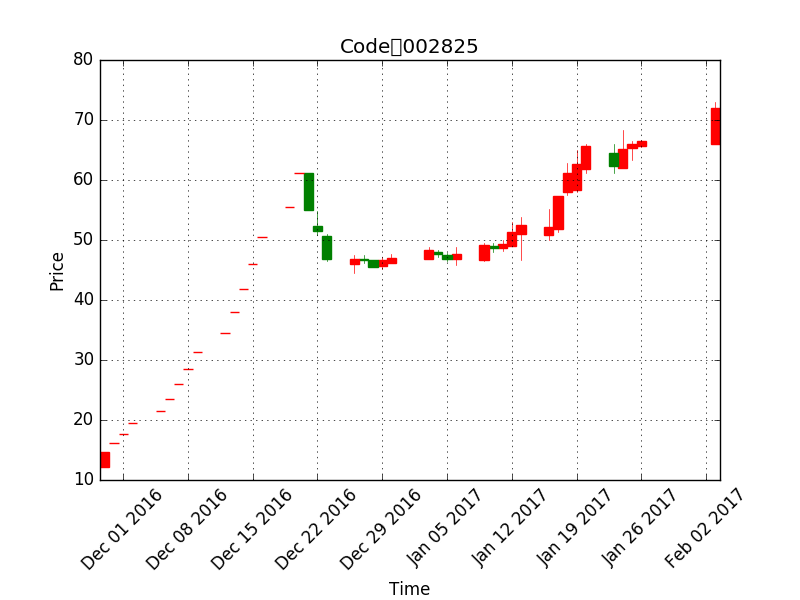 Code▯002825
80
70
60
50
40
30
20
10
Price
Dec 01 2016
Dec 08 2016
Dec 15 2016
Dec 22 2016
Dec 29 2016
Jan 05 2017
Jan 12 2017
Jan 19 2017
Jan 26 2017
Feb 02 2017
Time